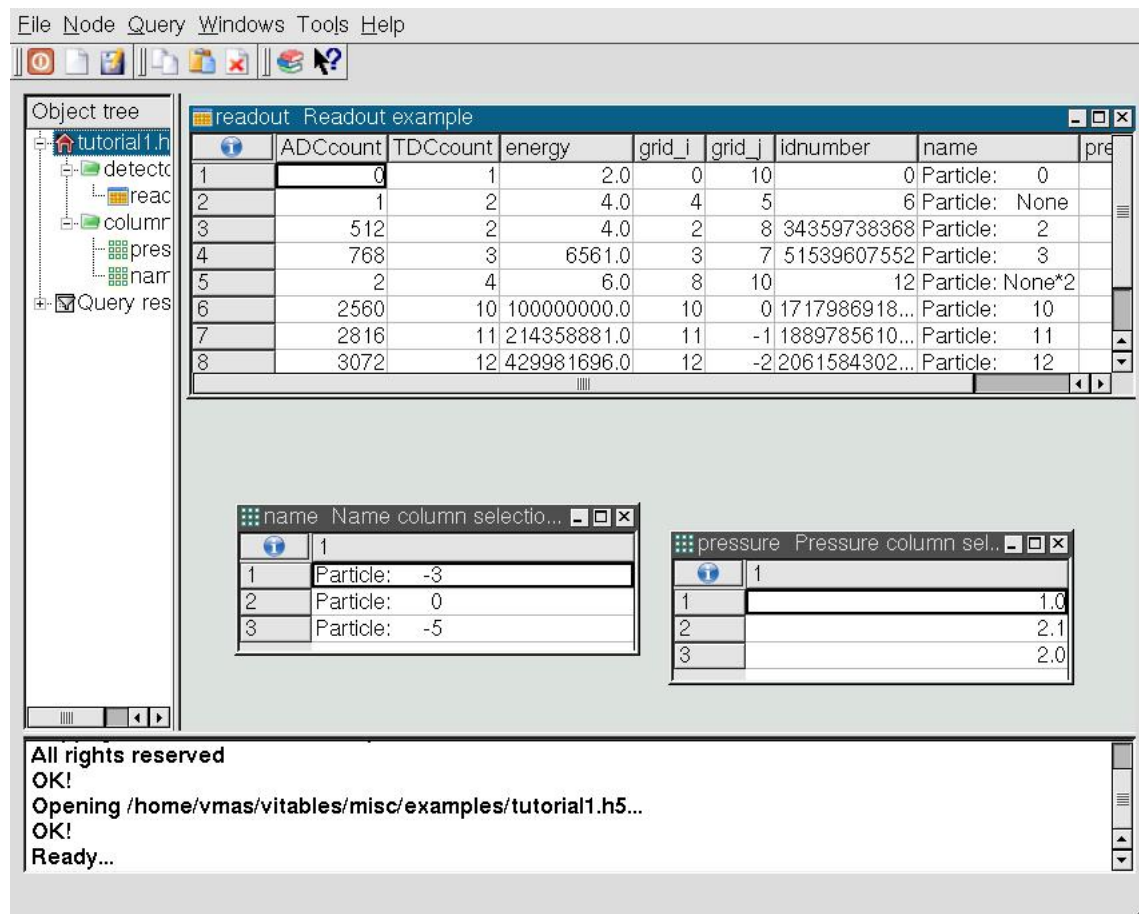 File Node Query Windows Tools Help
Object tree
tutorial1.h
detecto
reac
columr
pres
narr
Query res
readout Readout example
ADCcount TDCcount energy grid_i grid_j idnumber name pre
1 0 1 2.0 0 10 0 Particle: 0
2 1 2 4.0 4 5 6 Particle: None
3 512 2 4.0 2 8 34359738368 Particle: 2
4 768 3 6561.0 3 7 51539607552 Particle: 3
5 2 4 6.0 8 10 12 Particle: None*2
6 2560 10 100000000.0 10 0 1717986918... Particle: 10
7 2816 11 214358881.0 11 -1 1889785610... Particle: 11
8 3072 12 429981696.0 12 -2 2061584302... Particle: 12
name Name column selectio...
1
1 Particle: -3
2 Particle: 0
3 Particle: -5
pressure Pressure column sel..
1
1 1.0
2 2.1
3 2.0
All rights reserved
OK!
Opening /home/vmas/vitables/misc/examples/tutorial1.h5...
OK!
Ready...